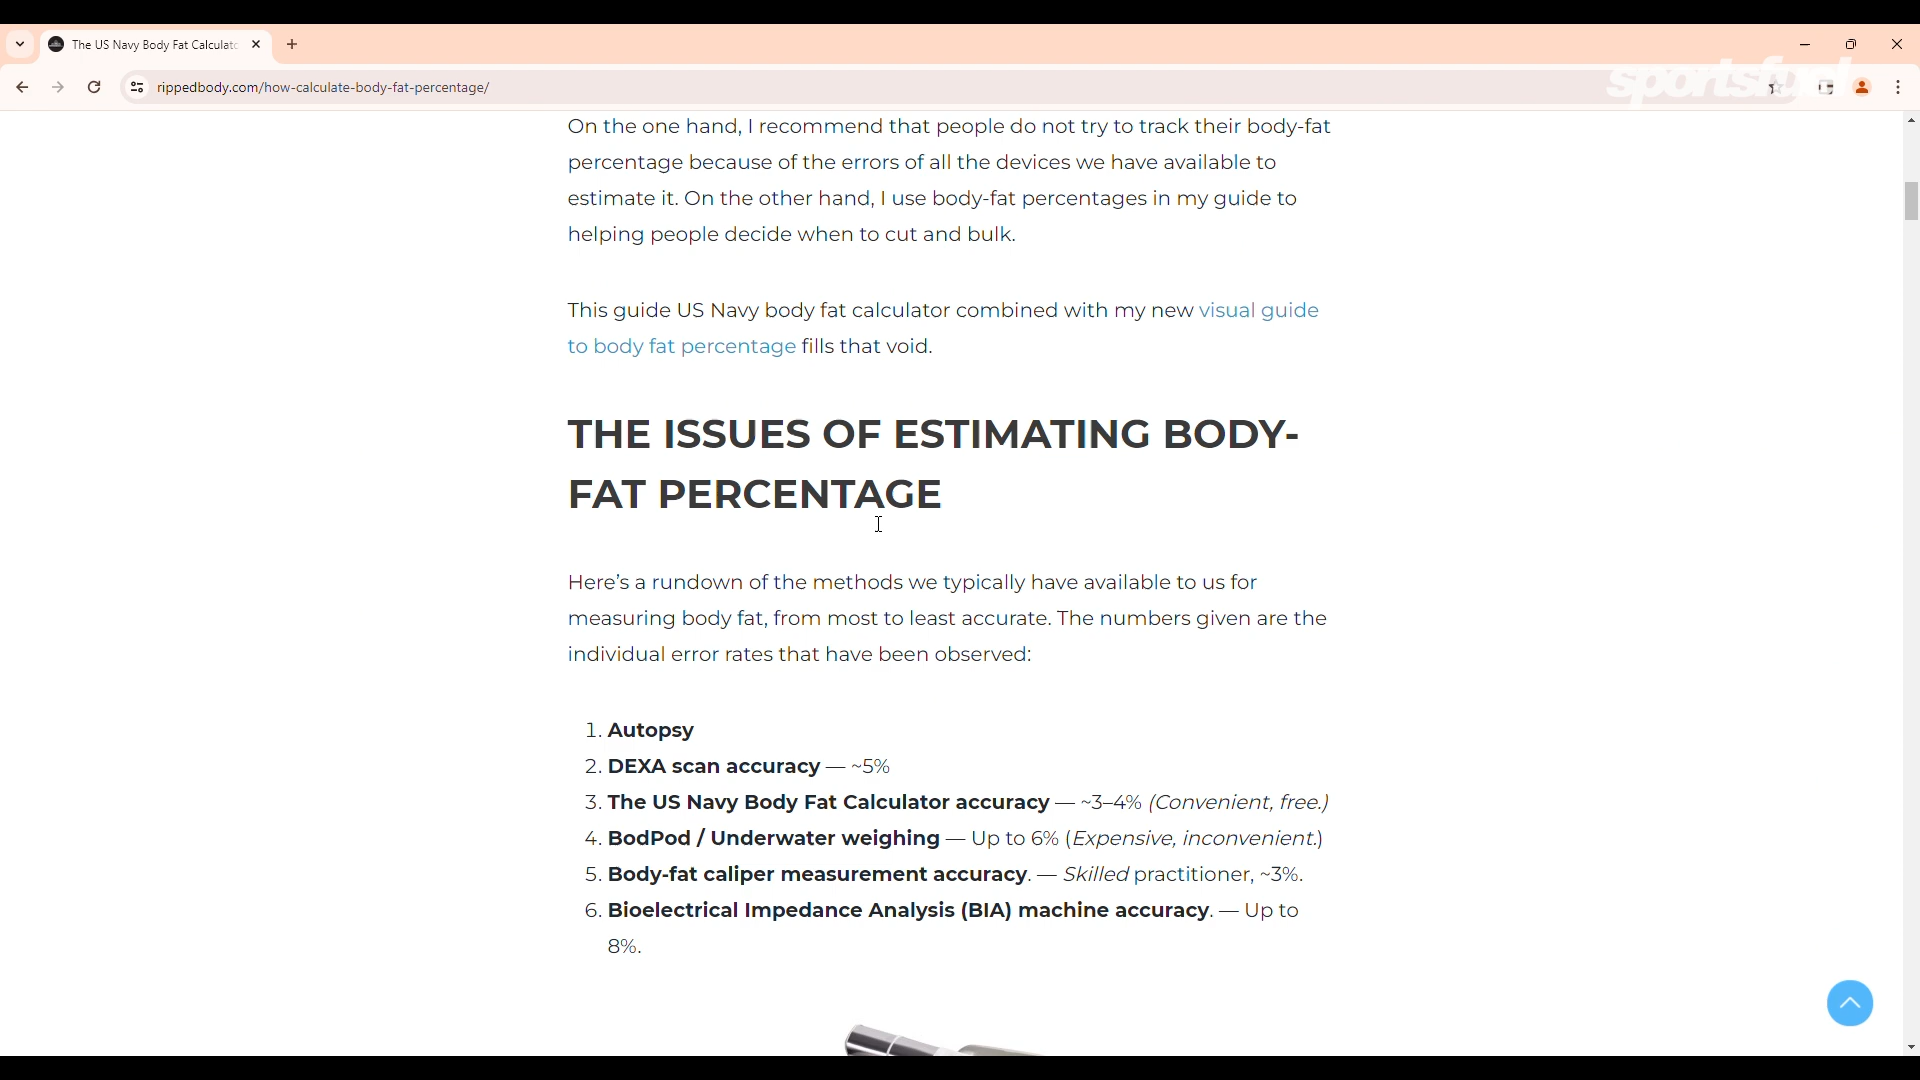 The US Navy Body Fat Calculato
rippedbody.com/how-calculate-body-fat-percentage/
On the one hand, I recommend that people do not try to track their body-fat
percentage because of the errors of all the devices we have available to
estimate it. On the other hand, I use body-fat percentages in my guide to
helping people decide when to cut and bulk.
This guide US Navy body fat calculator combined with my new visual guide
to body fat percentage fills that void.
THE ISSUES OF ESTIMATING BODY-
FAT PERCENTAGE
Here’s a rundown of the methods we typically have available to us for
measuring body fat, from most to least accurate. The numbers given are the
individual error rates that have been observed:
1. Autopsy
2. DEXA scan accuracy — ~5%
3. The US Navy Body Fat Calculator accuracy — ~3–4% (Convenient, free.)
4. BodPod / Underwater weighing — Up to 6% (Expensive, inconvenient.)
5. Body-fat caliper measurement accuracy. — Skilled practitioner, ~3%.
6. Bioelectrical Impedance Analysis (BIA) machine accuracy. — Up to
8%.